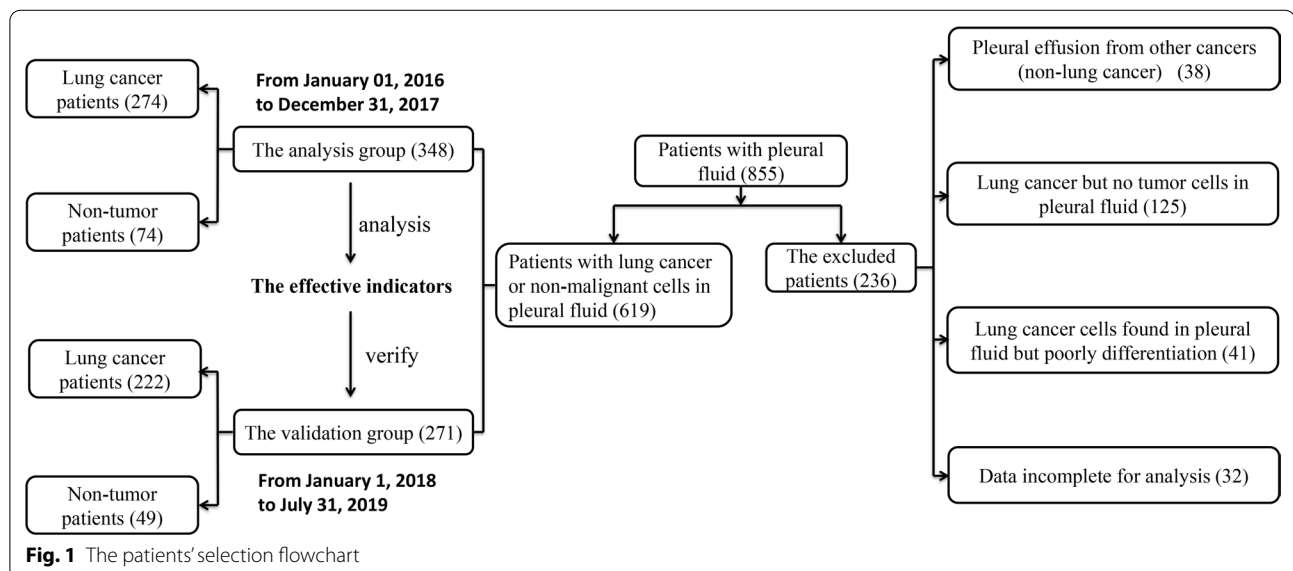 Lung cancer
patients (274)
From January 01, 2016
to December 31, 2017
The analysis group (348)
Non-tumor
patients (74)
analysis
The effective indicators
verify
Lung cancer
patients (222)
The validation group (271)
From January 1, 2018
to July 31, 2019
Non-tumor
patients (49)
Patients with pleural
fluid (855)
Patients with lung cancer
or non-malignant cells in
pleural fluid (619)
The excluded
patients (236)
Pleural effusion from other cancers
(non-lung cancer) (38)
Lung cancer but no tumor cells in
pleural fluid (125)
Lung cancer cells found in pleural
fluid but poorly differentiation (41)
Data incomplete for analysis (32)
Fig. 1 The patients' selection flowchart